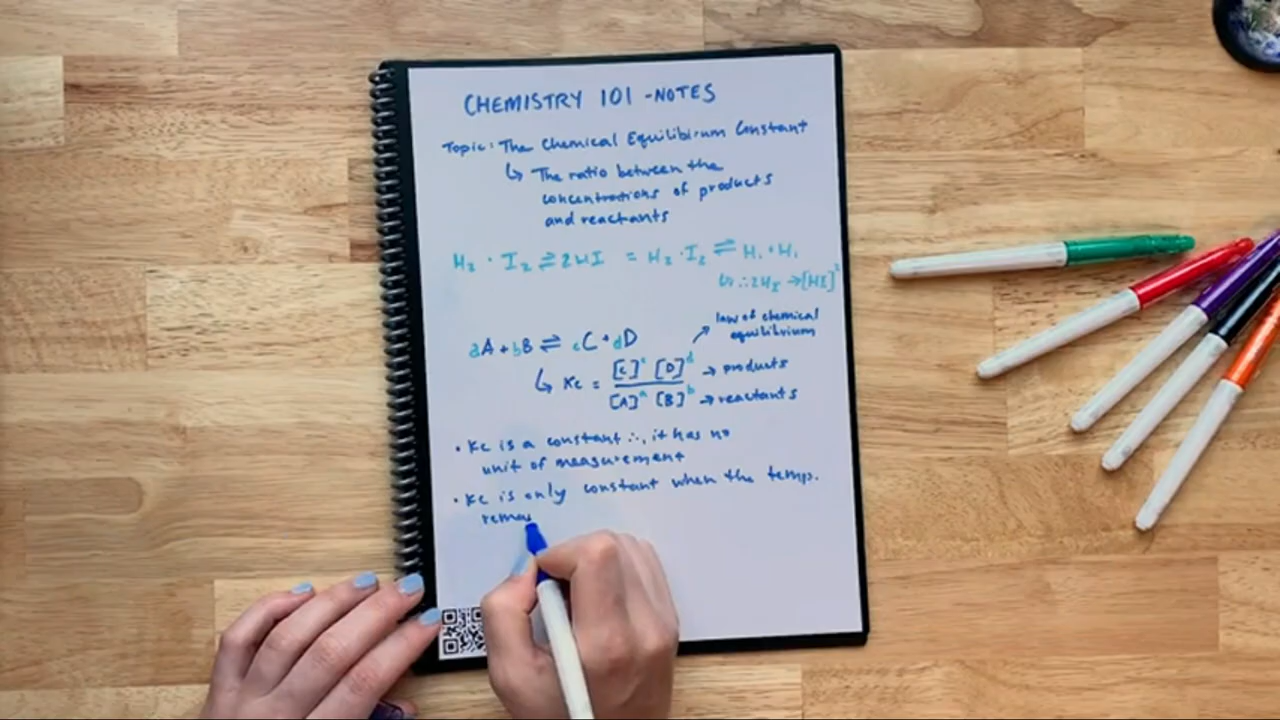 CHEMISTRY 101 -NOTES
Topic: The Chemical Equilibirum Constant
↳ The ratio between the
concentrations of products
and reactants
H₂ · I₂ ⇌ 2HI = H₂ · I₂ ⇌ H₁ · H₁
↳ ∴ 2HI → [HI]²
law of chemical
equilibrium
aA + bB ⇌ cC + dD
↳ Kc = [C]ᶜ [D]ᵈ → products
[A]ᵃ [B]ᵇ → reactants
· Kc is a constant ∴, it has no
unit of measurement
· Kc is only constant when the temp.
remai